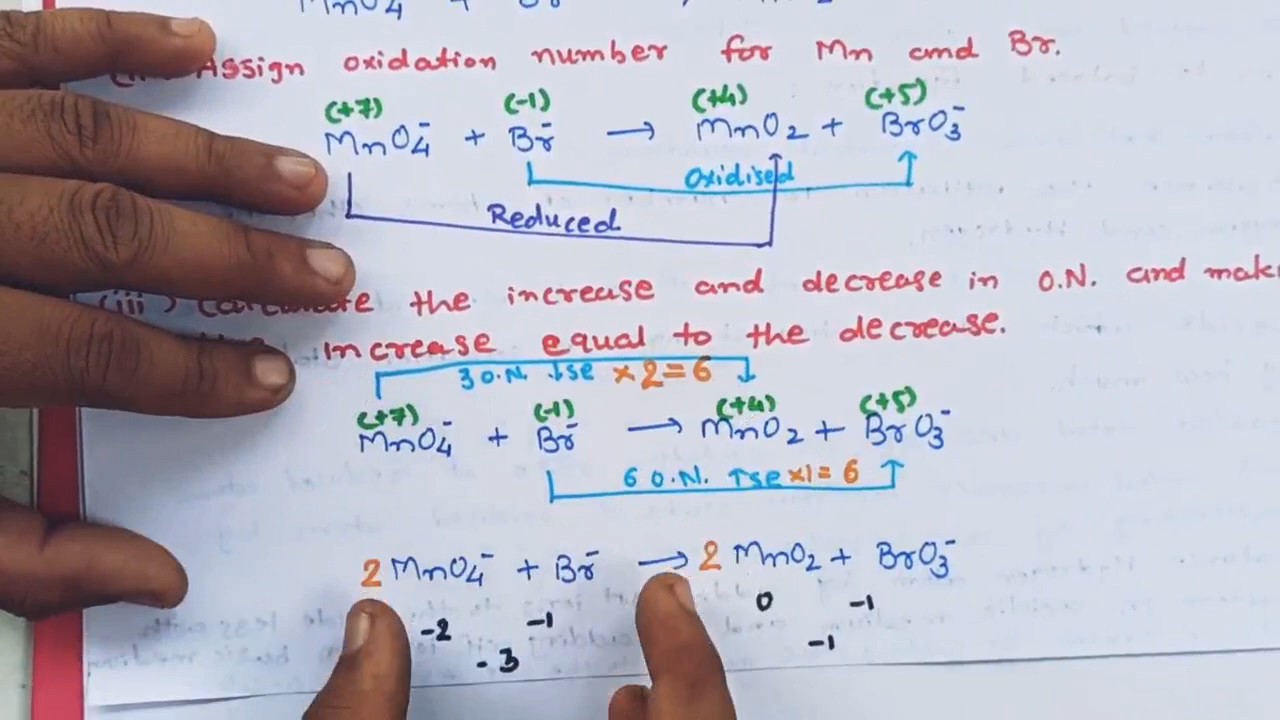 MnO4 +
Assign oxidation number for Mn and Br.
(+7) (-1) (+4) (+5)
MnO4⁻ + Br⁻ → MnO2 + BrO3⁻
Oxidised
Reduced
(iii) Calculate the increase and decrease in O.N. and make
increase equal to the decrease.
3 O.N. ↓se ×2=6
(+7) (-1) (+4) (+5)
MnO4⁻ + Br⁻ → MnO2 + BrO3⁻
6 O.N. ↑se ×1=6
2 MnO4⁻ + Br⁻ → 2 MnO2 + BrO3⁻
-2 -1 0 -1
-3 -1